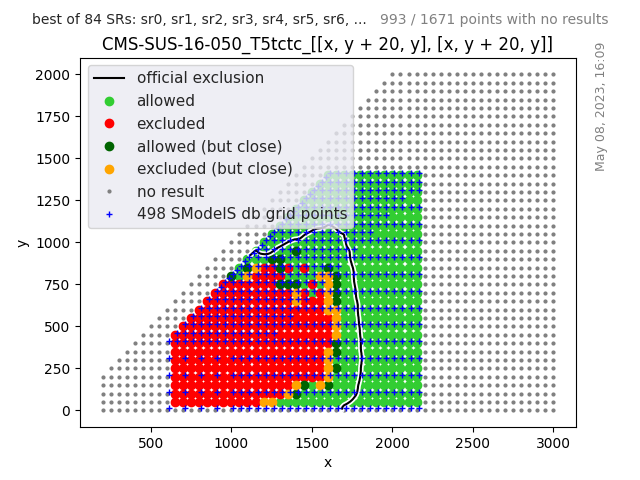 best of 84 SRs: sr0, sr1, sr2, sr3, sr4, sr5, sr6, ...   993 / 1671 points with no results
CMS-SUS-16-050_T5tctc_[[x, y + 20, y], [x, y + 20, y]]
official exclusion
allowed
excluded
allowed (but close)
excluded (but close)
no result
498 SModelS db grid points
May 08, 2023, 16:09
2000
1750
1500
1250
1000
750
500
250
0
y
500 1000 1500 2000 2500 3000
x